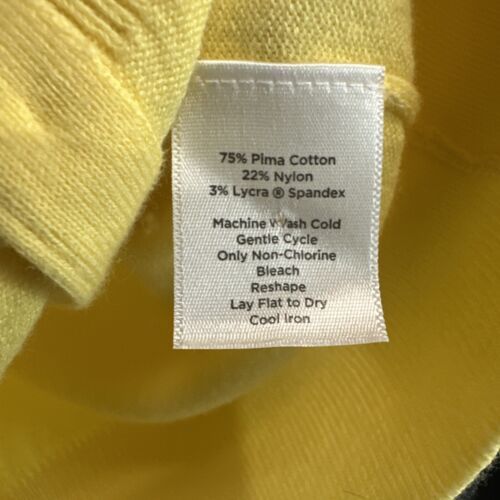 75% Pima Cotton
22% Nylon
3% Lycra ® Spandex
Machine Wash Cold
Gentle Cycle
Only Non-Chlorine
Bleach
Reshape
Lay Flat to Dry
Cool Iron